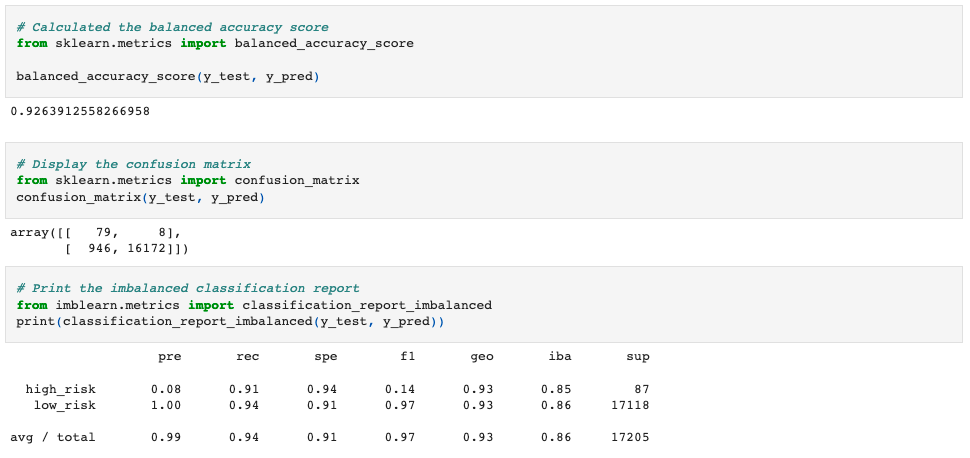 # Calculated the balanced accuracy score
from sklearn.metrics import balanced_accuracy_score
balanced_accuracy_score(y_test, y_pred)
0.9263912558266958
# Display the confusion matrix
from sklearn.metrics import confusion_matrix
confusion_matrix(y_test, y_pred)
array([[   79,     8],
       [  946, 16172]])
# Print the imbalanced classification report
from imblearn.metrics import classification_report_imbalanced
print(classification_report_imbalanced(y_test, y_pred))
                   pre       rec       spe        f1       geo       iba       sup
  high_risk       0.08      0.91      0.94      0.14      0.93      0.85        87
   low_risk       1.00      0.94      0.91      0.97      0.93      0.86     17118
avg / total       0.99      0.94      0.91      0.97      0.93      0.86     17205